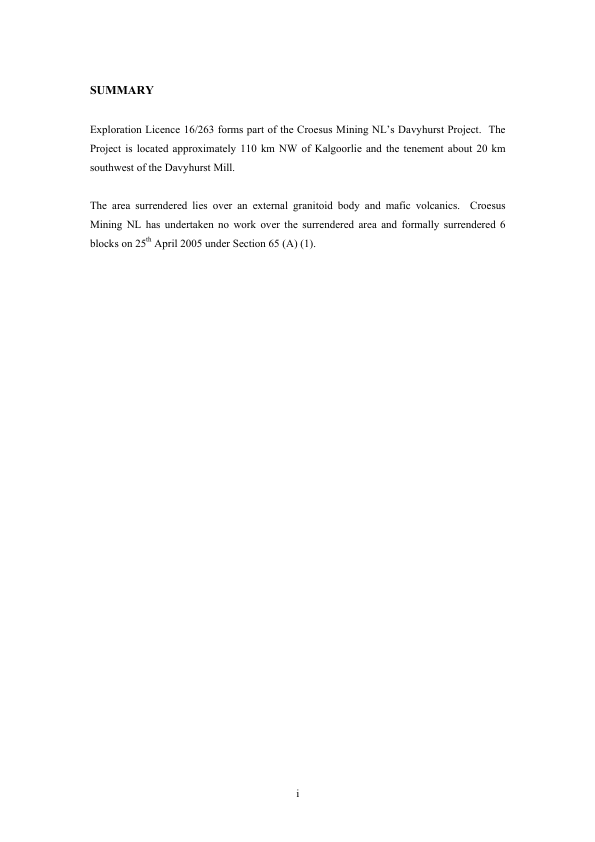 SUMMARY
Exploration Licence 16/263 forms part of the Croesus Mining NL’s Davyhurst Project.  The
Project is located approximately 110 km NW of Kalgoorlie and the tenement about 20 km
southwest of the Davyhurst Mill.
The area surrendered lies over an external granitoid body and mafic volcanics.  Croesus
Mining NL has undertaken no work over the surrendered area and formally surrendered 6
blocks on 25th April 2005 under Section 65 (A) (1).
i